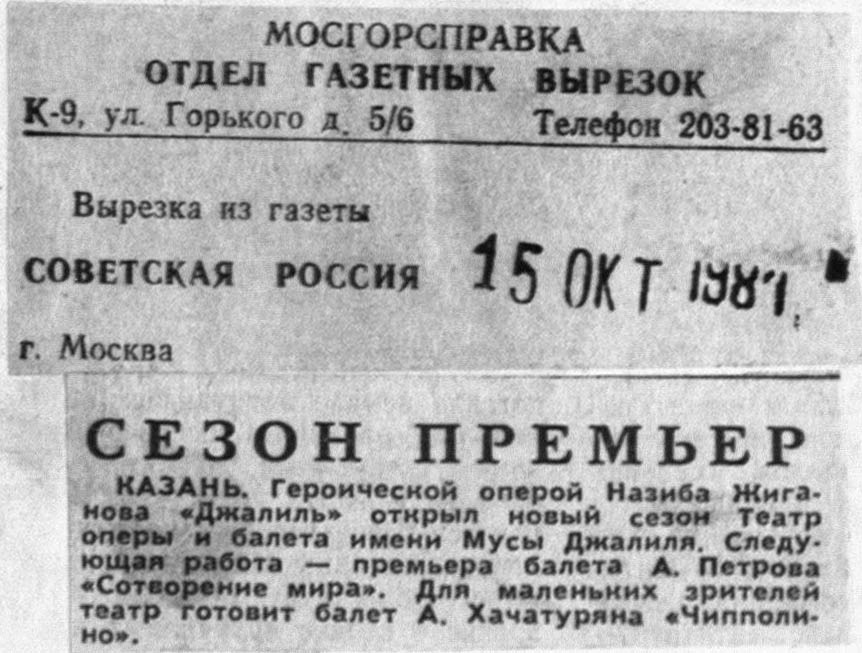 МОСГОРСПРАВКА
ОТДЕЛ ГАЗЕТНЫХ ВЫРЕЗОК
К-9, ул. Горького д. 5/6 Телефон 203-81-63
Вырезка из газеты
СОВЕТСКАЯ РОССИЯ 15 ОКТ
г. Москва
СЕЗОН ПРЕМЬЕР
КАЗАНЬ. Героической оперой Назиба Жига-
нова «Джалиль» открыл новый сезон Театр
оперы и балета имени Мусы Джалиля. Следу-
ющая работа — премьера балета А. Петрова
«Сотворение мира». Для маленьких зрителей
театр готовит балет А. Хачатуряна «Чипполи-
но».